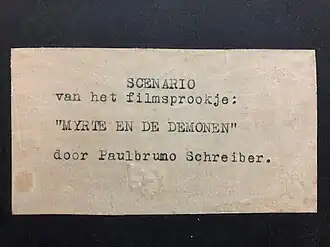 SCENARIO
van het filmsprookje:
"MYRTE EN DE DEMONEN"
door Paulbruno Schreiber.